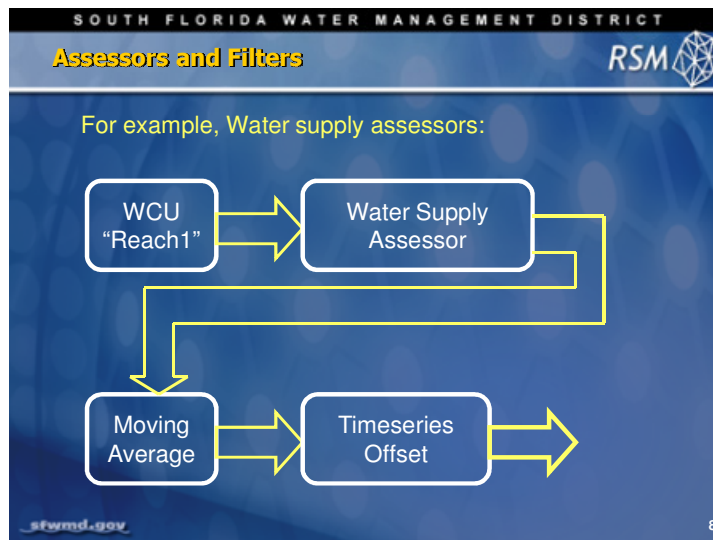 SOUTH FLORIDA WATER MANAGEMENT DISTRICT
Assessors and Filters
RSM
For example, Water supply assessors:
WCU
“Reach1”
Water Supply
Assessor
Moving
Average
Timeseries
Offset
sfwmd.gov
8